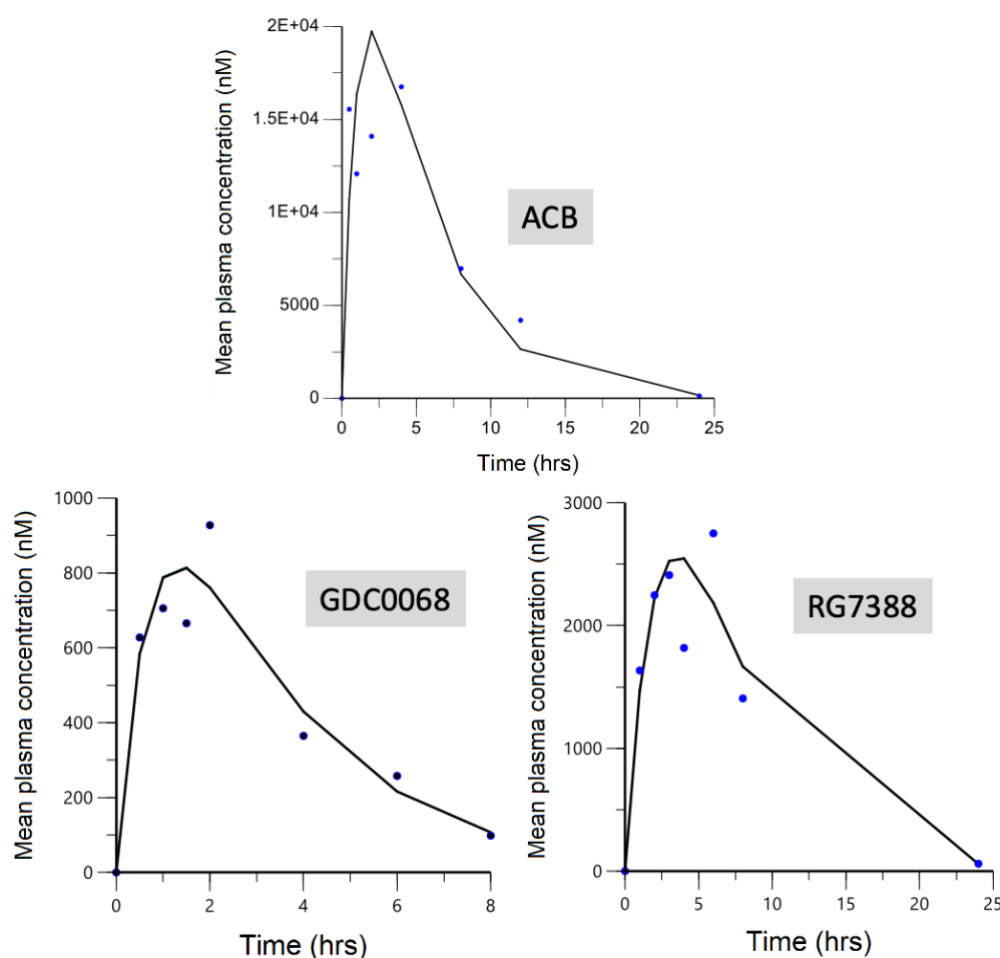 Mean plasma concentration (nM)
2E+04
1.5E+04
1E+04
5000
0
ACB
0 5 10 15 20 25
Time (hrs)
Mean plasma concentration (nM)
1000
800
600
400
200
0
GDC0068
0 2 4 6 8
Time (hrs)
Mean plasma concentration (nM)
3000
2000
1000
0
RG7388
0 5 10 15 20 25
Time (hrs)